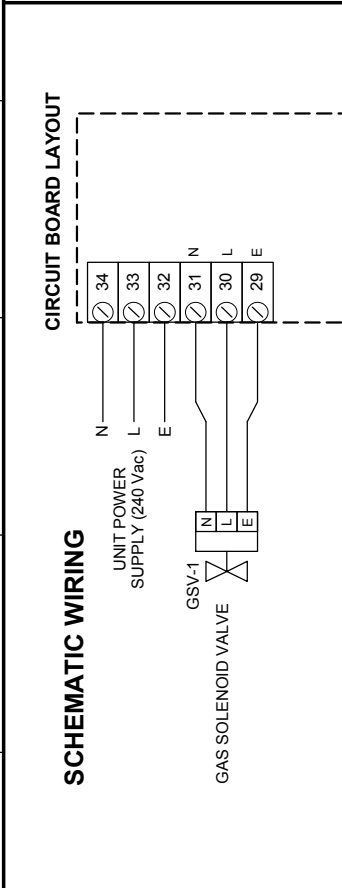 SCHEMATIC WIRING
CIRCUIT BOARD LAYOUT
UNIT POWER
SUPPLY (240 Vac)
N
L
E
34
33
32
31 N
30 L
29 E
GSV-1
N
L
E
GAS SOLENOID VALVE